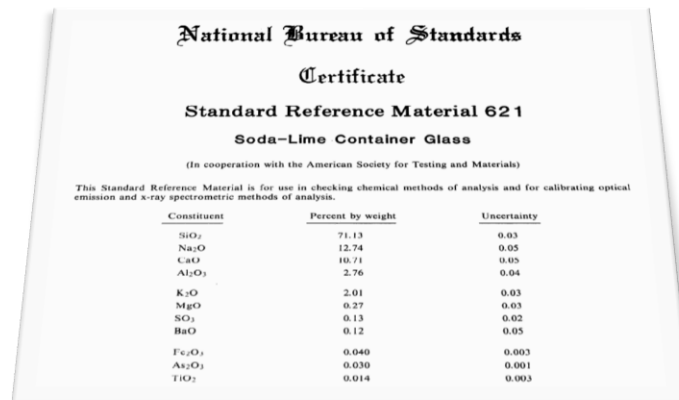 National Bureau of Standards
Certificate
Standard Reference Material 621
Soda-Lime Container Glass
(In cooperation with the American Society for Testing and Materials)
This Standard Reference Material is for use in checking chemical methods of analysis and for calibrating optical
emission and x-ray spectrometric methods of analysis.
Constituent Percent by weight Uncertainty
SiO₂ 71.13 0.03
Na₂O 12.74 0.05
CaO 10.71 0.05
Al₂O₃ 2.76 0.04
K₂O 2.01 0.03
MgO 0.27 0.03
SO₃ 0.13 0.02
BaO 0.12 0.05
Fe₂O₃ 0.040 0.003
As₂O₃ 0.030 0.001
TiO₂ 0.014 0.003